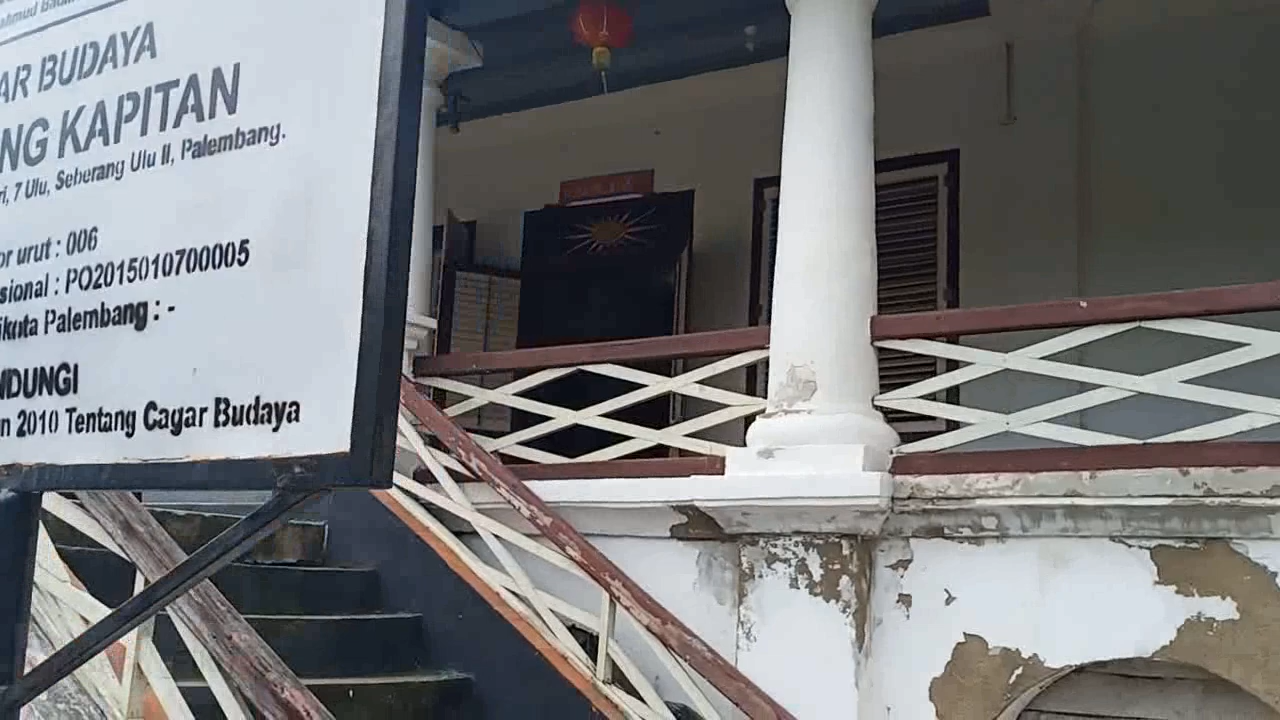 AR BUDAYA
NG KAPITAN
ri, 7 Ulu, Seberang Ulu II, Palembang.
or urut : 006
sional : PO2015010700005
ikota Palembang : -
NDUNGI
n 2010 Tentang Cagar Budaya